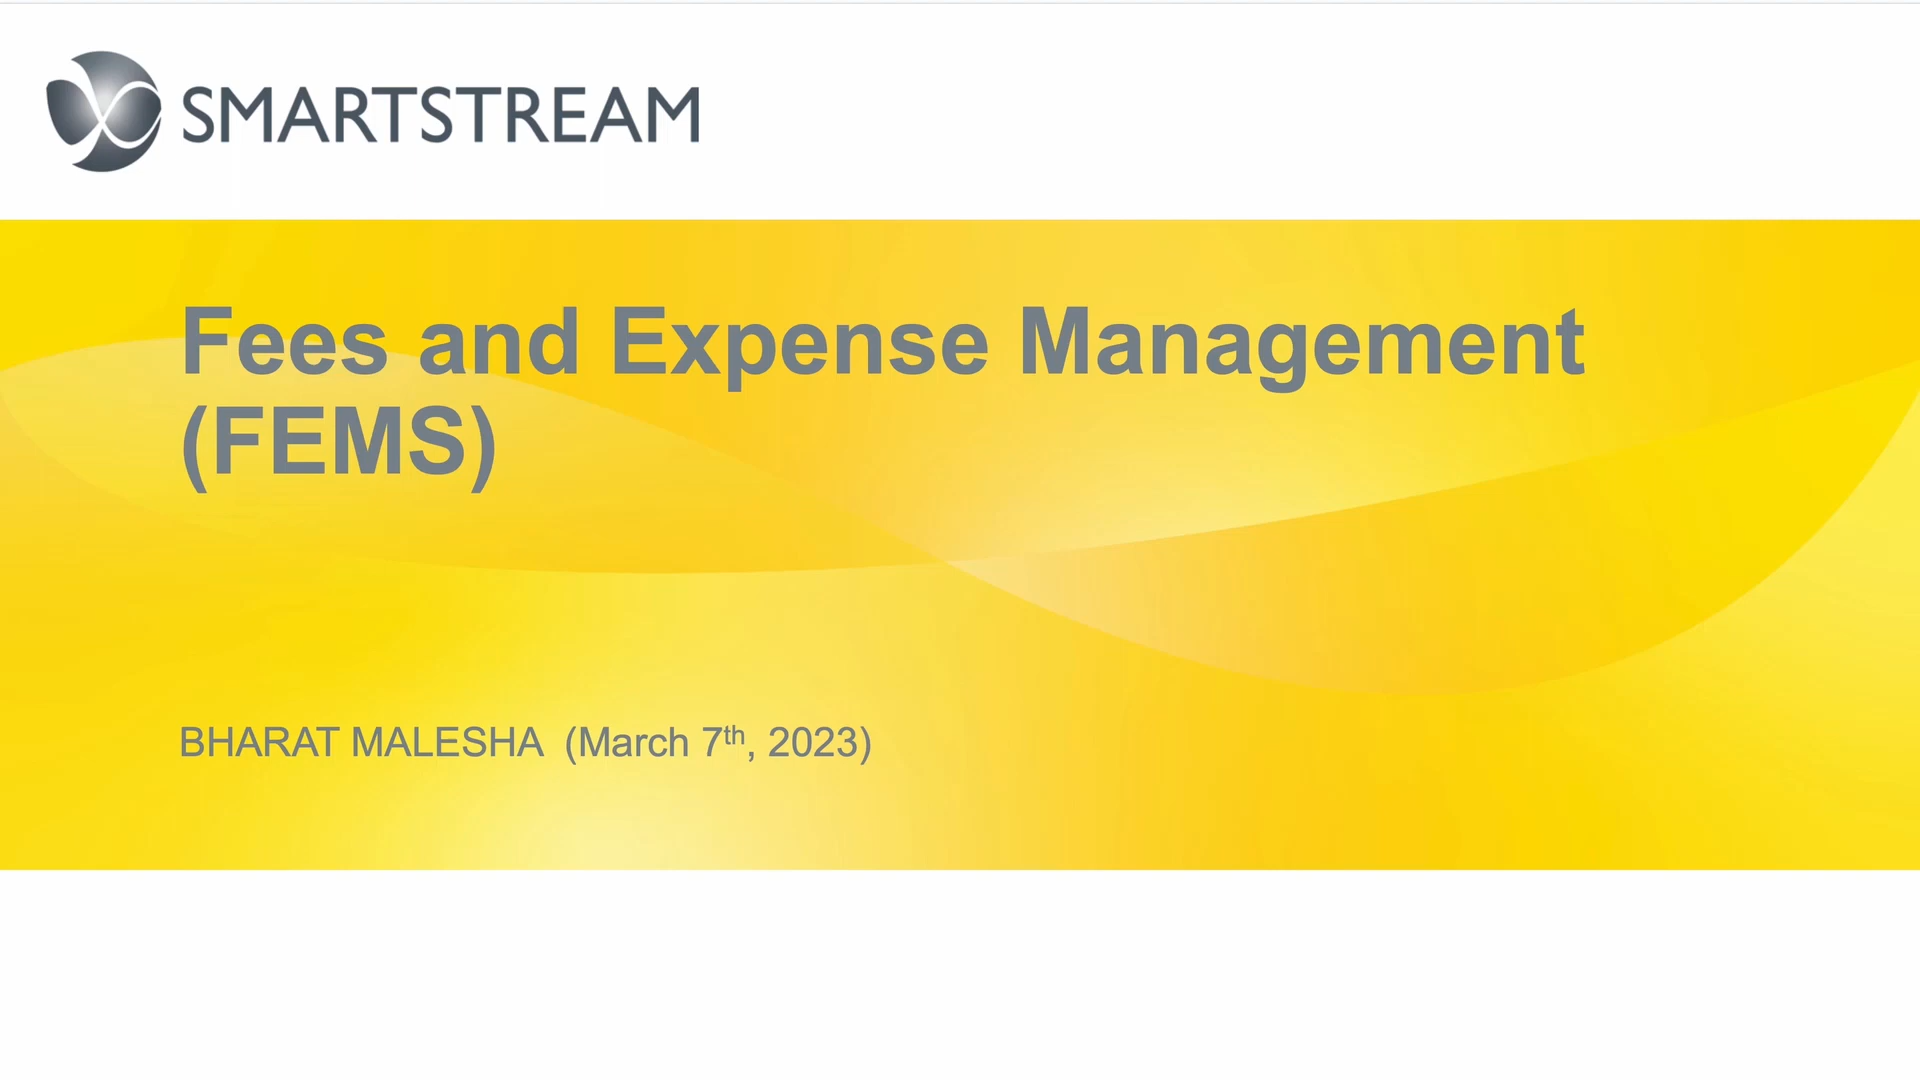 SMARTSTREAM
Fees and Expense Management
(FEMS)
BHARAT MALESHA (March 7th, 2023)